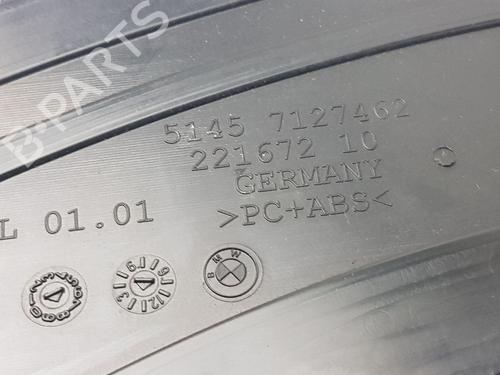 5145 7127462
221672 10
GERMANY
L 01.01
>PC+ABS<
BMW
B-PARTS